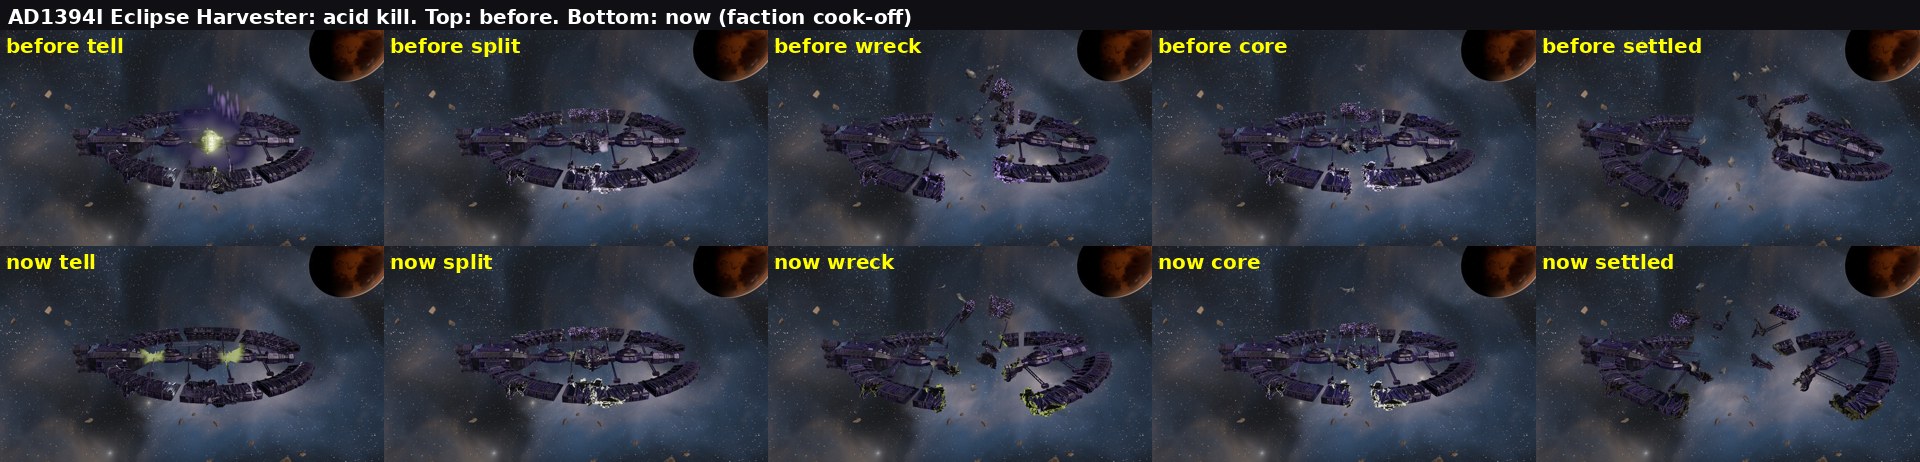 AD1394I Eclipse Harvester: acid kill. Top: before. Bottom: now (faction cook-off)
before tell
before split
before wreck
before core
before settled
now tell
now split
now wreck
now core
now settled